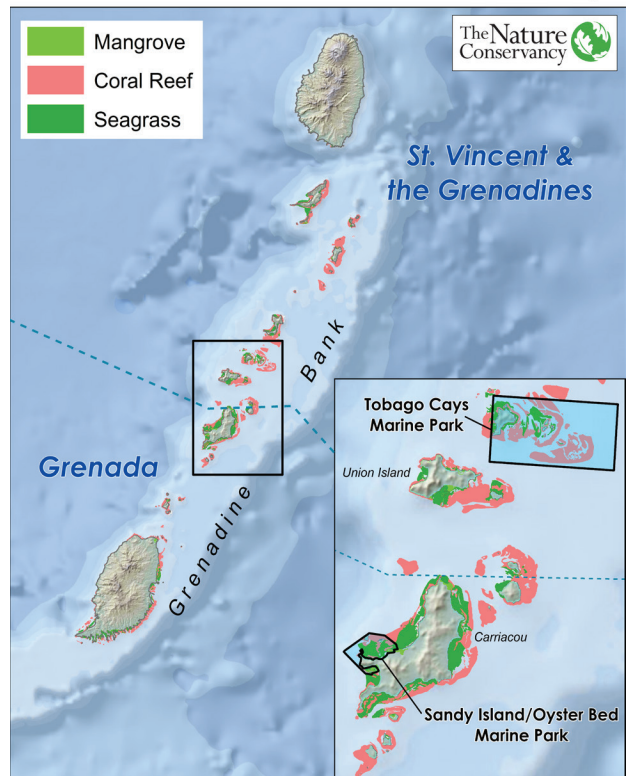 Mangrove
Coral Reef
Seagrass
The Nature
Conservancy
St. Vincent &
the Grenadines
Grenada
Grenadine Bank
Tobago Cays
Marine Park
Union Island
Carriacou
Sandy Island/Oyster Bed
Marine Park